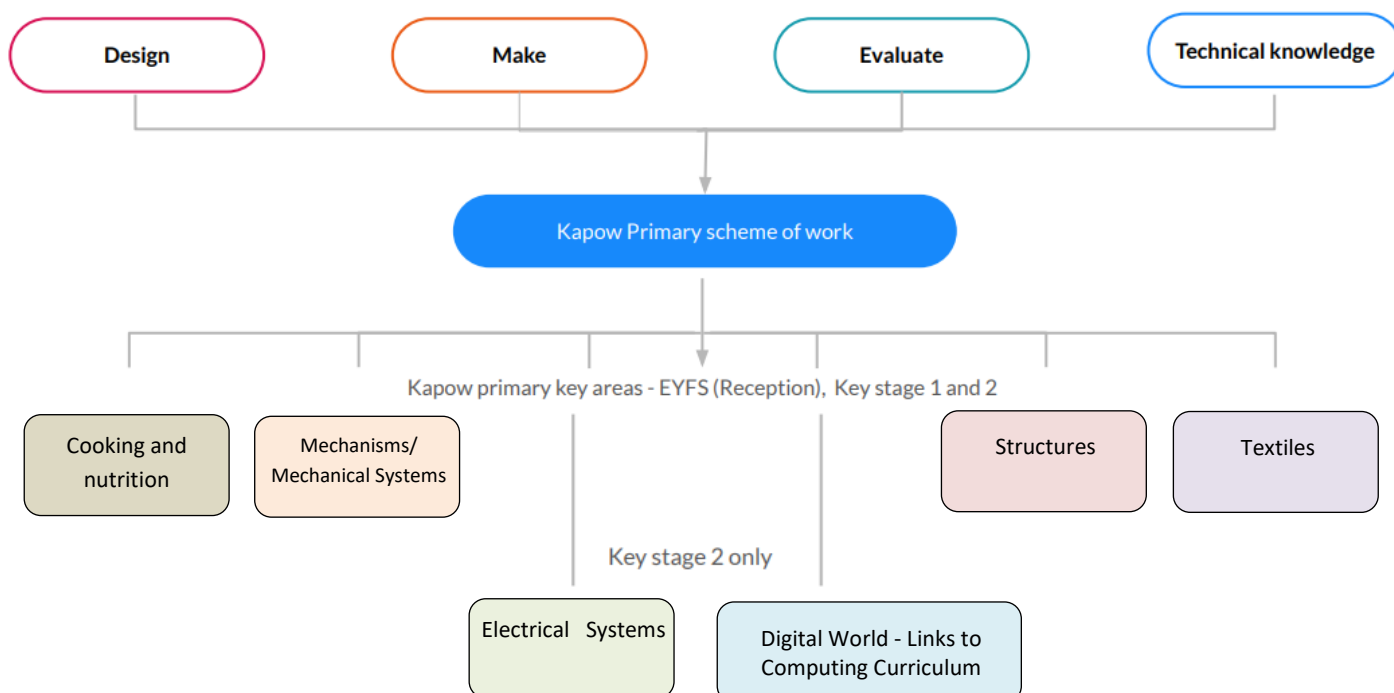 Design
Make
Evaluate
Technical knowledge
Kapow Primary scheme of work
Kapow primary key areas - EYFS (Reception), Key stage 1 and 2
Cooking and
nutrition
Mechanisms/
Mechanical Systems
Structures
Textiles
Key stage 2 only
Electrical Systems
Digital World - Links to
Computing Curriculum